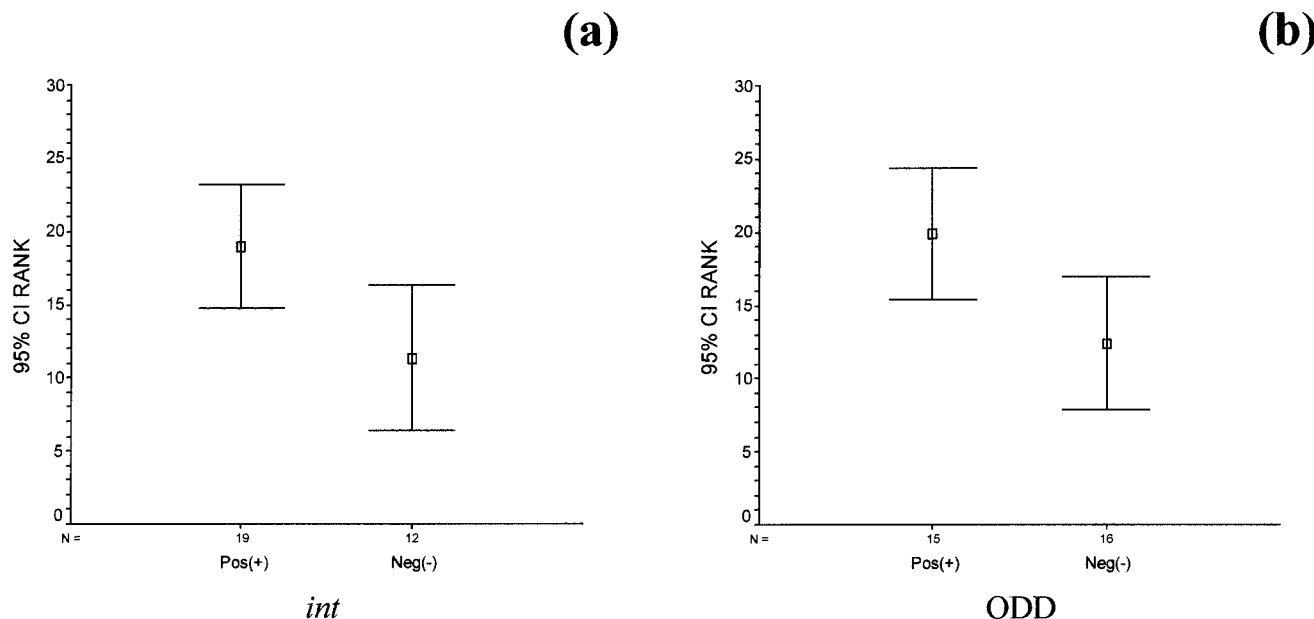 (a)
30
25
20
15
10
5
0
95% CI RANK
N =
19
12
Pos(+)
Neg(-)
int
(b)
30
25
20
15
10
5
0
95% CI RANK
N =
15
16
Pos(+)
Neg(-)
ODD